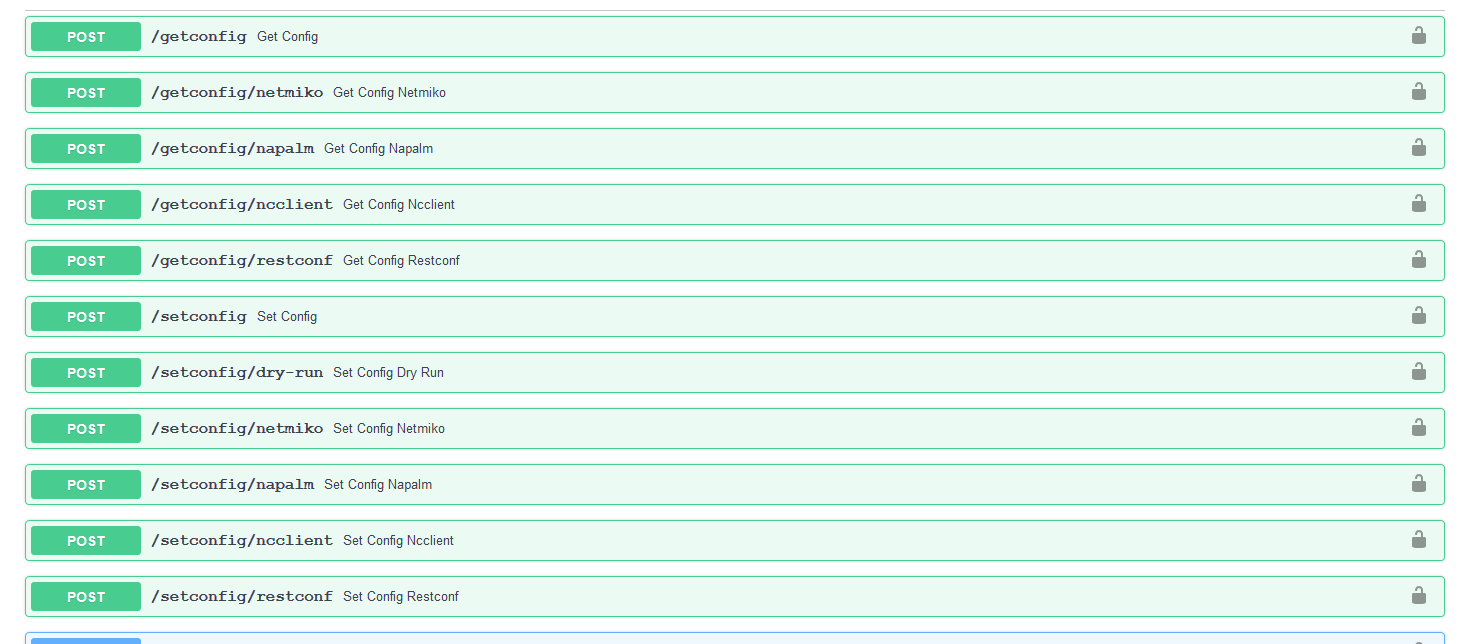 POST /getconfig Get Config
POST /getconfig/netmiko Get Config Netmiko
POST /getconfig/napalm Get Config Napalm
POST /getconfig/ncclient Get Config Ncclient
POST /getconfig/restconf Get Config Restconf
POST /setconfig Set Config
POST /setconfig/dry-run Set Config Dry Run
POST /setconfig/netmiko Set Config Netmiko
POST /setconfig/napalm Set Config Napalm
POST /setconfig/ncclient Set Config Ncclient
POST /setconfig/restconf Set Config Restconf